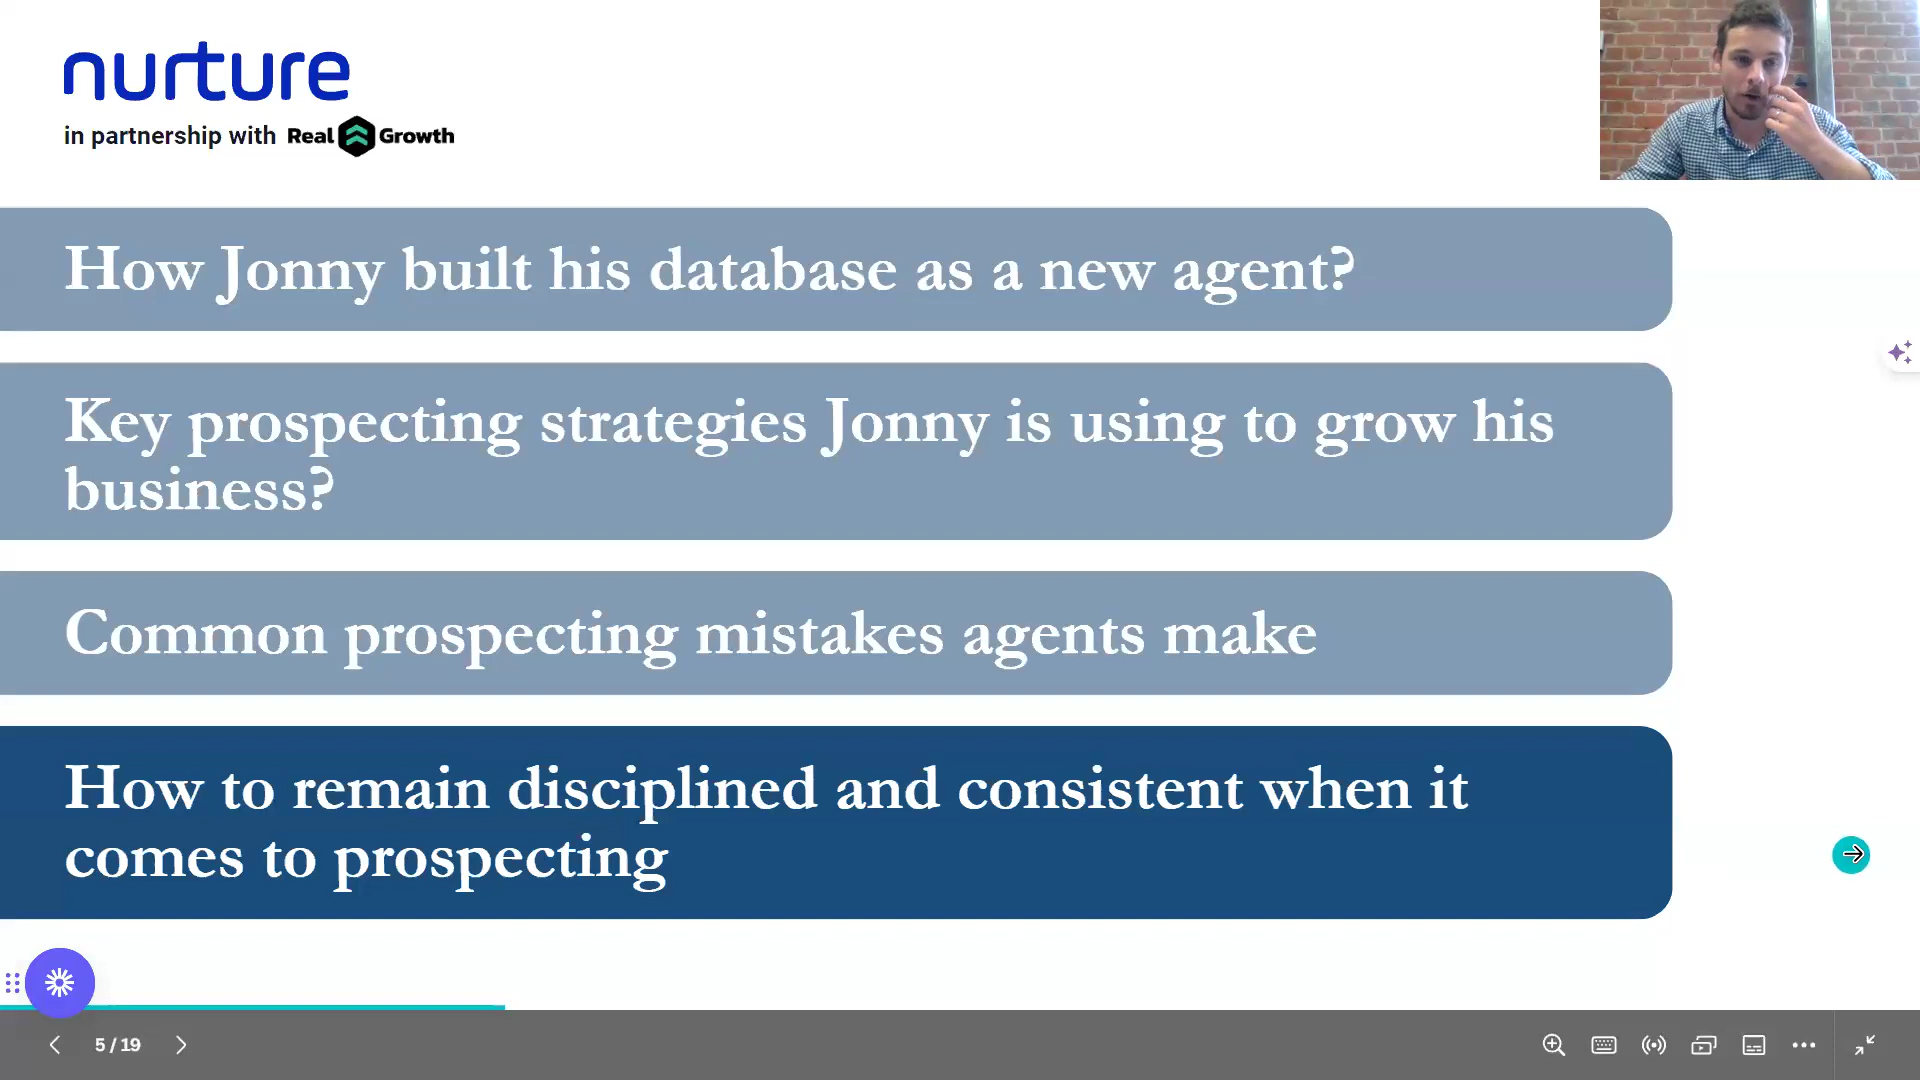 nurture
in partnership with Real Growth
How Jonny built his database as a new agent?
Key prospecting strategies Jonny is using to grow his
business?
Common prospecting mistakes agents make
How to remain disciplined and consistent when it
comes to prospecting
5 / 19